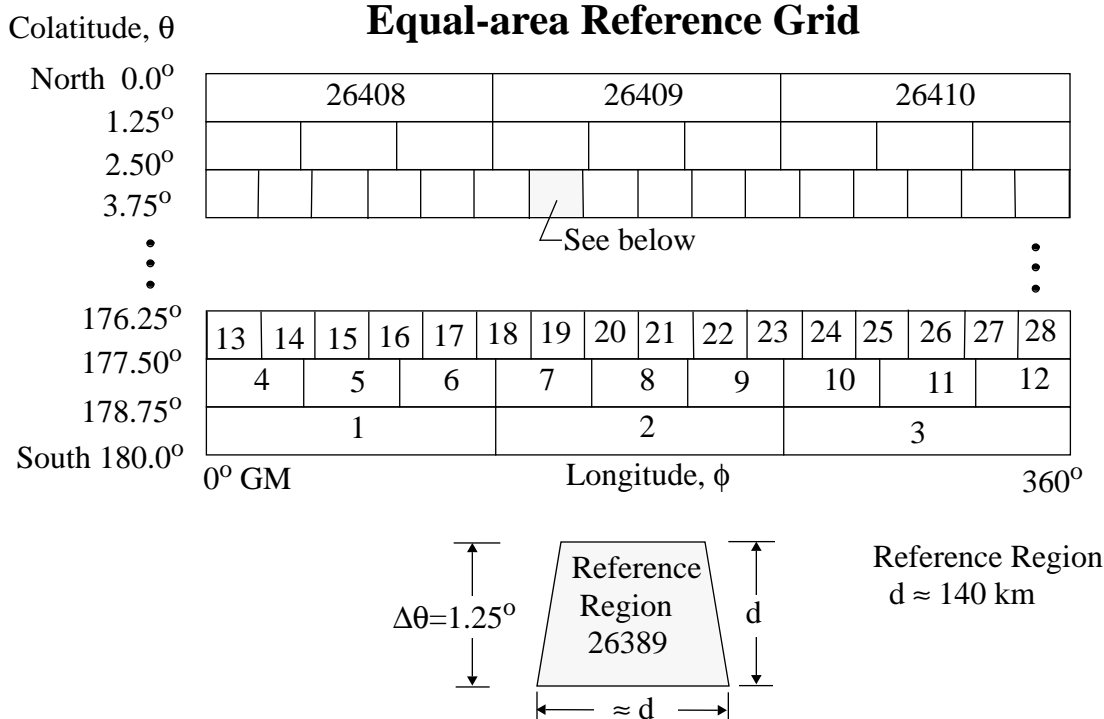 Equal-area Reference Grid
Colatitude, θ
North 0.0°
26408 26409 26410
1.25°
2.50°
3.75°
See below
176.25°
13 14 15 16 17 18 19 20 21 22 23 24 25 26 27 28
177.50°
4 5 6 7 8 9 10 11 12
178.75°
1 2 3
South 180.0°
0° GM Longitude, ϕ 360°
Reference
Region
26389
Δθ=1.25°
d
≈ d
Reference Region
d ≈ 140 km